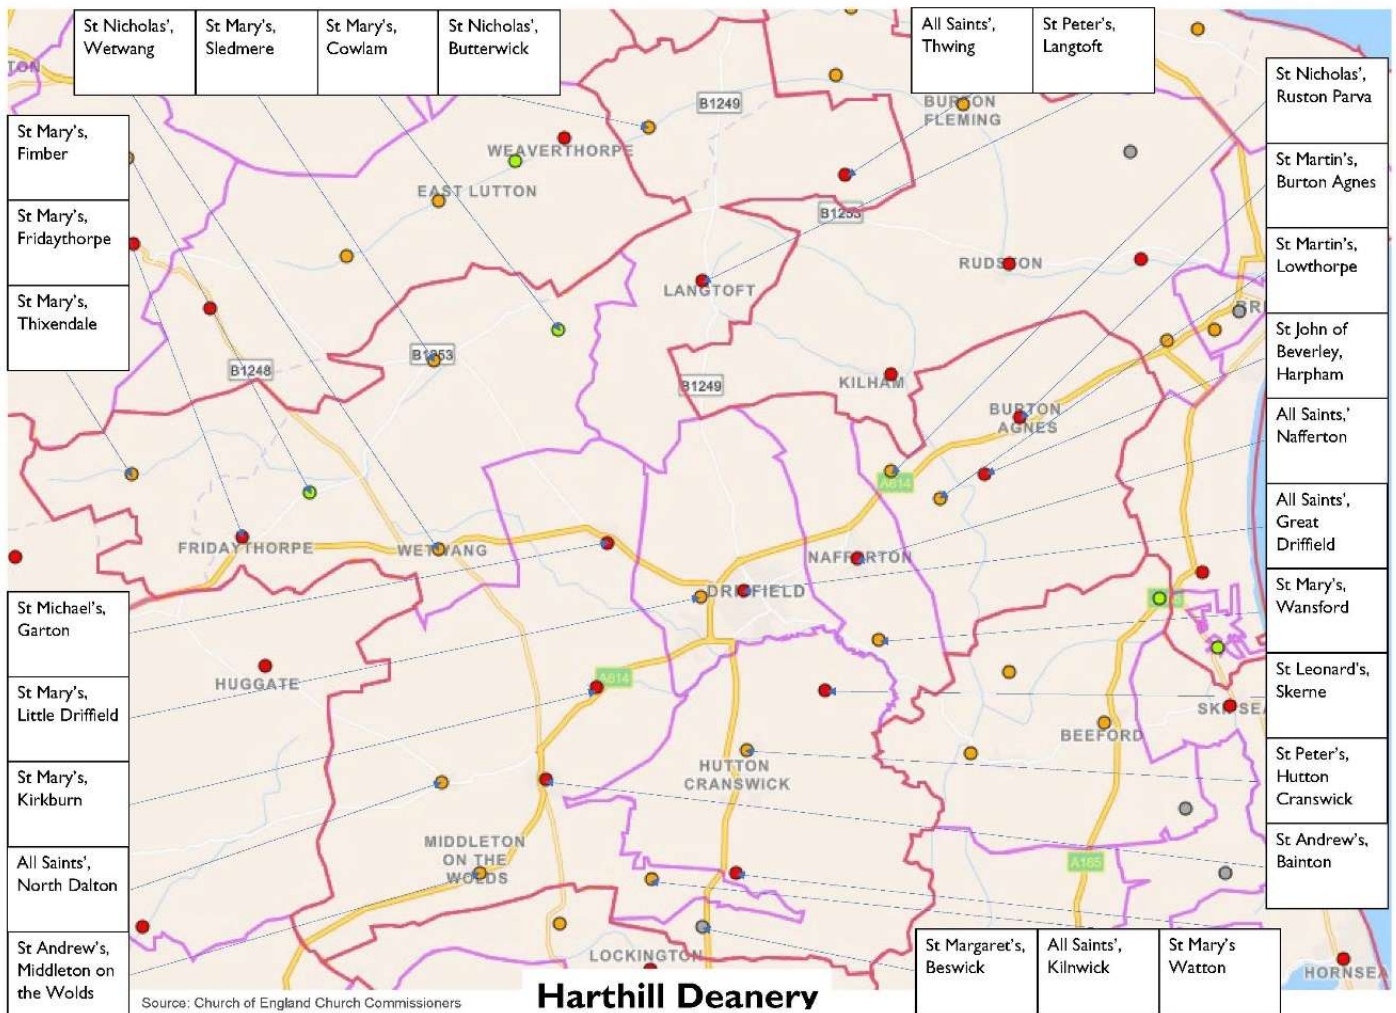 St Nicholas',
Wetwang
St Mary's,
Sledmere
St Mary's,
Cowlam
St Nicholas',
Butterwick
All Saints',
Thwing
St Peter's,
Langtoft
St Nicholas',
Ruston Parva
St Martin's,
Burton Agnes
St Martin's,
Lowthorpe
St John of
Beverley,
Harpham
All Saints,'
Nafferton
All Saints',
Great
Driffield
St Mary's,
Wansford
St Leonard's,
Skerne
St Peter's,
Hutton
Cranswick
St Andrew's,
Bainton
St Mary's,
Fimber
St Mary's,
Fridaythorpe
St Mary's,
Thixendale
St Michael's,
Garton
St Mary's,
Little Driffield
St Mary's,
Kirkburn
All Saints',
North Dalton
St Andrew's,
Middleton on
the Wolds
St Margaret's,
Beswick
All Saints',
Kilnwick
St Mary's
Watton
TON
B1249
BURTON
FLEMING
WEAVERTHORPE
EAST LUTTON
B1253
RUDSTON
LANGTOFT
BRI
B1253
B1248
B1249
KILHAM
BURTON
AGNES
A614
FRIDAYTHORPE
WETWANG
NAFFERTON
DRIFFIELD
HUGGATE
A614
SKIPSEA
BEEFORD
HUTTON
CRANSWICK
MIDDLETON
ON THE
WOLDS
A165
LOCKINGTON
HORNSEA
Source: Church of England Church Commissioners
Harthill Deanery